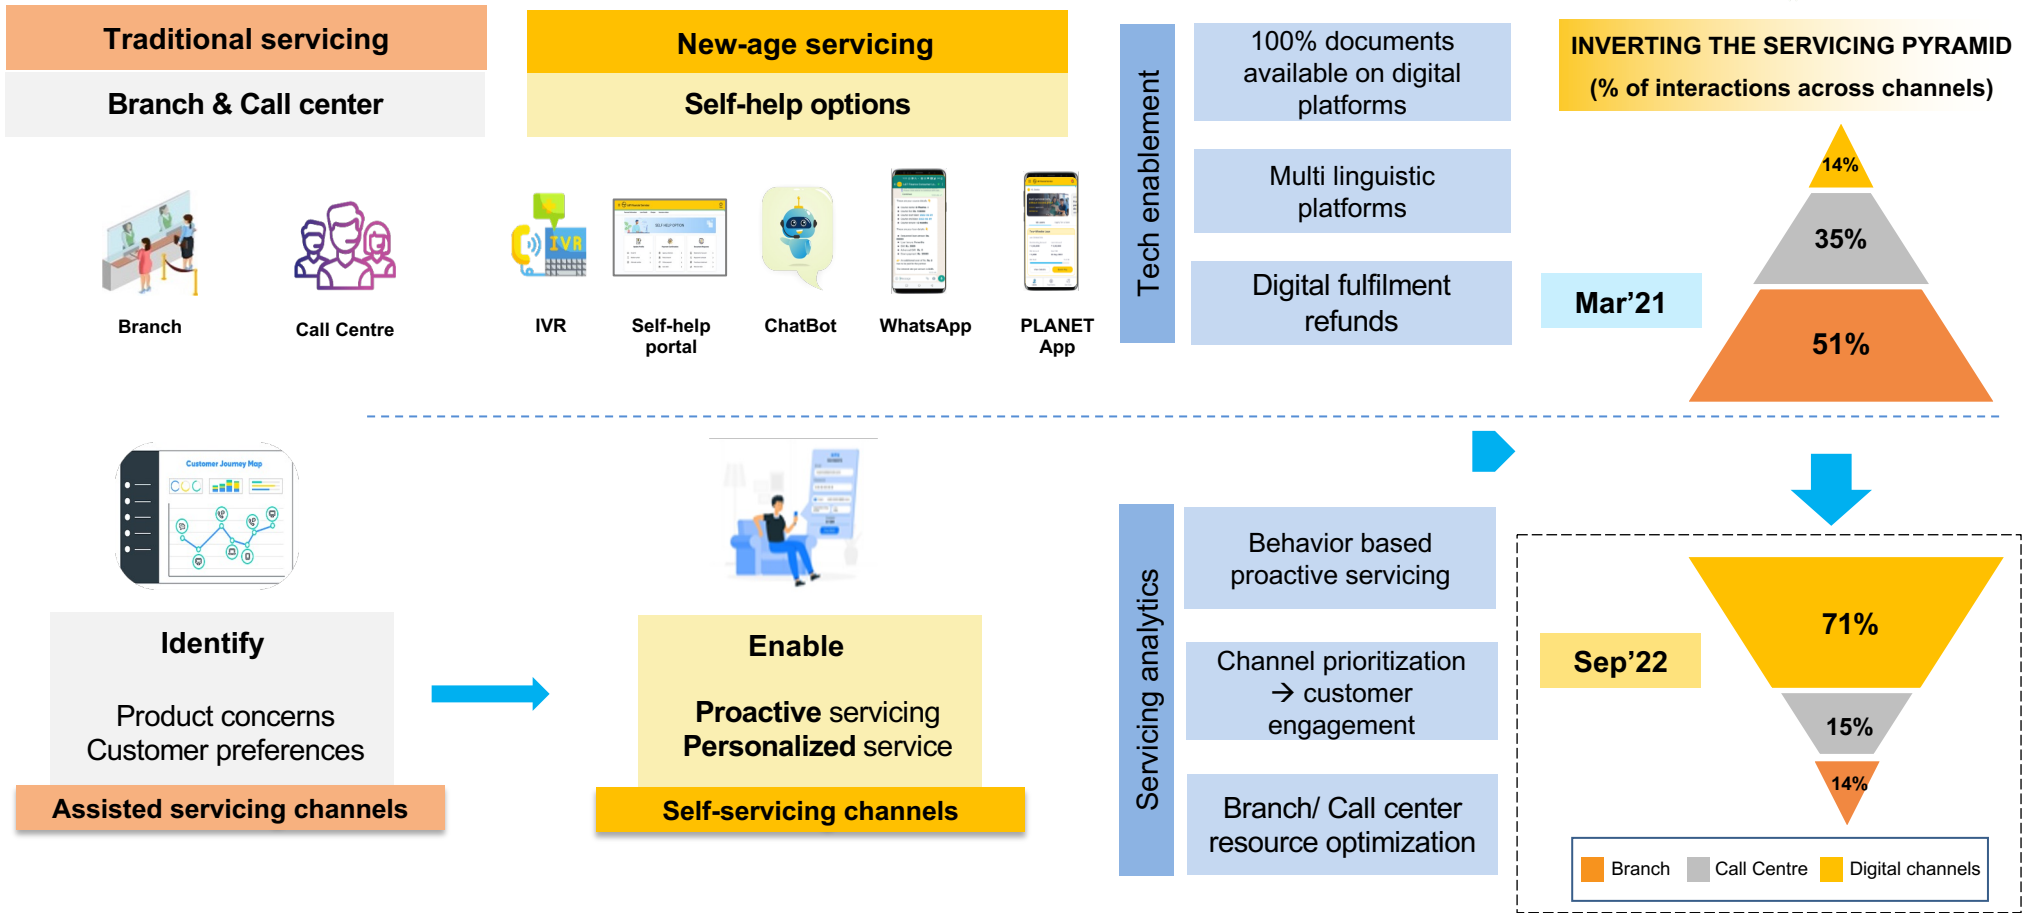 Traditional servicing
Branch & Call center
Branch
Call Centre
New-age servicing
Self-help options
IVR
IVR
SELF HELP OPTION
Self-help
portal
ChatBot
WhatsApp
PLANET
App
Tech enablement
100% documents
available on digital
platforms
Multi linguistic
platforms
Digital fulfilment
refunds
INVERTING THE SERVICING PYRAMID
(% of interactions across channels)
Mar’21
14%
35%
51%
Customer Journey Map
Identify
Product concerns
Customer preferences
Assisted servicing channels
Enable
Proactive servicing
Personalized service
Self-servicing channels
Servicing analytics
Behavior based
proactive servicing
Channel prioritization
→ customer
engagement
Branch/ Call center
resource optimization
Sep’22
71%
15%
14%
Branch
Call Centre
Digital channels